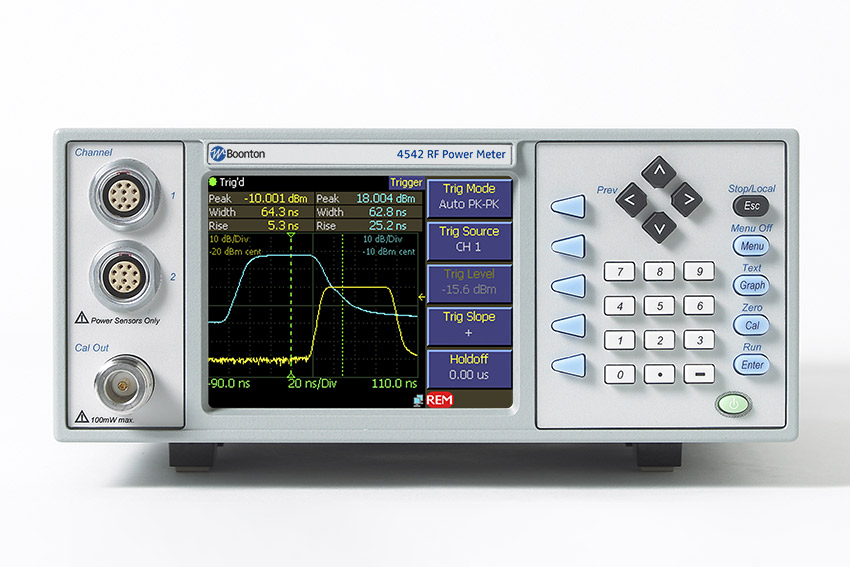 Channel
1
2
Power Sensors Only
Cal Out
100mW max.
Boonton
4542 RF Power Meter
Trig'd
Trigger
Peak -10.001 dBm Peak 18.004 dBm
Width 64.3 ns Width 62.8 ns
Rise 5.3 ns Rise 25.2 ns
10 dB/Div 10 dB/Div
-20 dBm cent -10 dBm cent
-90.0 ns 20 ns/Div 110.0 ns
REM
Trig Mode
Auto PK-PK
Trig Source
CH 1
Trig Level
-15.6 dBm
Trig Slope
+
Holdoff
0.00 us
Prev
Stop/Local
Esc
Menu Off
Menu
Text
Graph
Zero
Cal
Run
Enter
7 8 9
4 5 6
1 2 3
0 • -